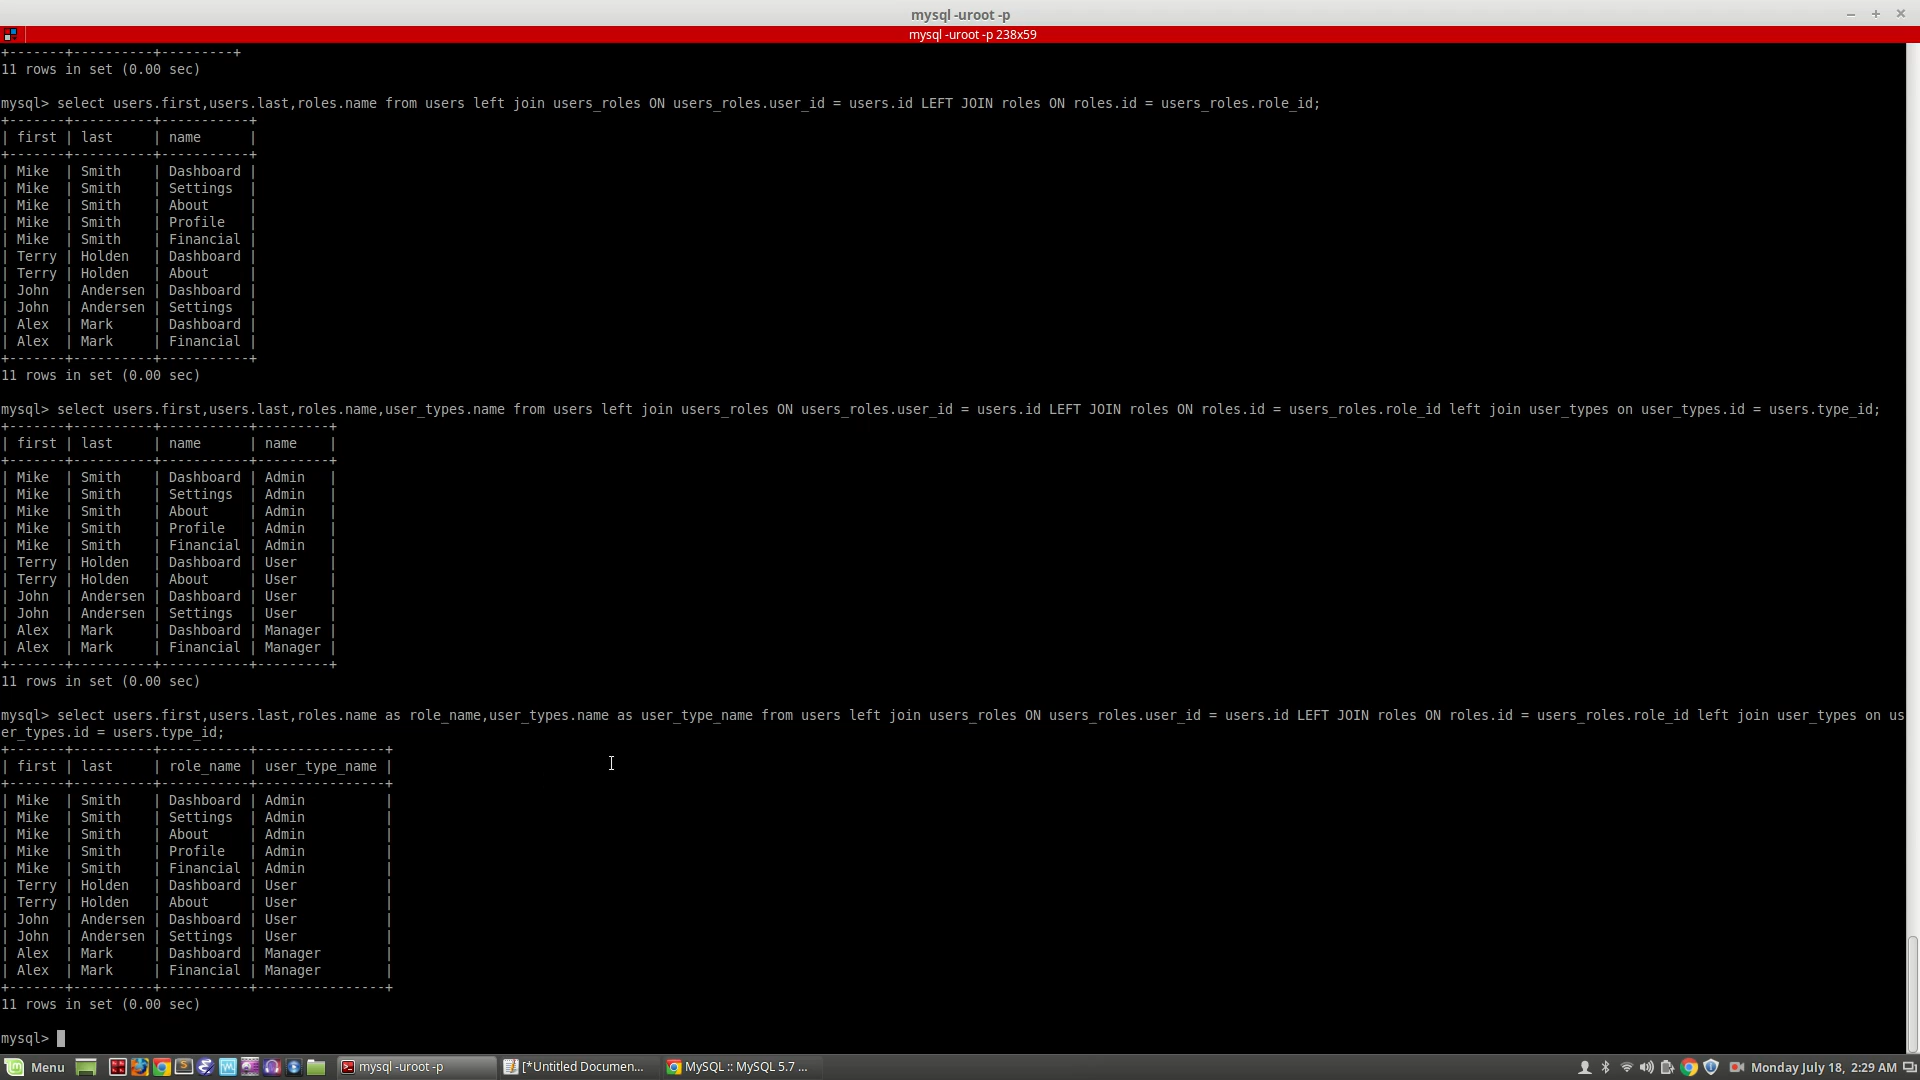 mysql -uroot -p
mysql -uroot -p 238x59
+-------+----------+---------+
11 rows in set (0.00 sec)
mysql> select users.first,users.last,roles.name from users left join users_roles ON users_roles.user_id = users.id LEFT JOIN roles ON roles.id = users_roles.role_id;
+-------+----------+-----------+
| first | last     | name      |
+-------+----------+-----------+
| Mike  | Smith    | Dashboard |
| Mike  | Smith    | Settings  |
| Mike  | Smith    | About     |
| Mike  | Smith    | Profile   |
| Mike  | Smith    | Financial |
| Terry | Holden   | Dashboard |
| Terry | Holden   | About     |
| John  | Andersen | Dashboard |
| John  | Andersen | Settings  |
| Alex  | Mark     | Dashboard |
| Alex  | Mark     | Financial |
+-------+----------+-----------+
11 rows in set (0.00 sec)
mysql> select users.first,users.last,roles.name,user_types.name from users left join users_roles ON users_roles.user_id = users.id LEFT JOIN roles ON roles.id = users_roles.role_id left join user_types on user_types.id = users.type_id;
+-------+----------+-----------+---------+
| first | last     | name      | name    |
+-------+----------+-----------+---------+
| Mike  | Smith    | Dashboard | Admin   |
| Mike  | Smith    | Settings  | Admin   |
| Mike  | Smith    | About     | Admin   |
| Mike  | Smith    | Profile   | Admin   |
| Mike  | Smith    | Financial | Admin   |
| Terry | Holden   | Dashboard | User    |
| Terry | Holden   | About     | User    |
| John  | Andersen | Dashboard | User    |
| John  | Andersen | Settings  | User    |
| Alex  | Mark     | Dashboard | Manager |
| Alex  | Mark     | Financial | Manager |
+-------+----------+-----------+---------+
11 rows in set (0.00 sec)
mysql> select users.first,users.last,roles.name as role_name,user_types.name as user_type_name from users left join users_roles ON users_roles.user_id = users.id LEFT JOIN roles ON roles.id = users_roles.role_id left join user_types on us
er_types.id = users.type_id;
+-------+----------+-----------+----------------+
| first | last     | role_name | user_type_name |
+-------+----------+-----------+----------------+
| Mike  | Smith    | Dashboard | Admin          |
| Mike  | Smith    | Settings  | Admin          |
| Mike  | Smith    | About     | Admin          |
| Mike  | Smith    | Profile   | Admin          |
| Mike  | Smith    | Financial | Admin          |
| Terry | Holden   | Dashboard | User           |
| Terry | Holden   | About     | User           |
| John  | Andersen | Dashboard | User           |
| John  | Andersen | Settings  | User           |
| Alex  | Mark     | Dashboard | Manager        |
| Alex  | Mark     | Financial | Manager        |
+-------+----------+-----------+----------------+
11 rows in set (0.00 sec)
mysql>
Menu mysql -uroot -p [*Untitled Documen... MySQL :: MySQL 5.7 ... Monday July 18, 2:29 AM